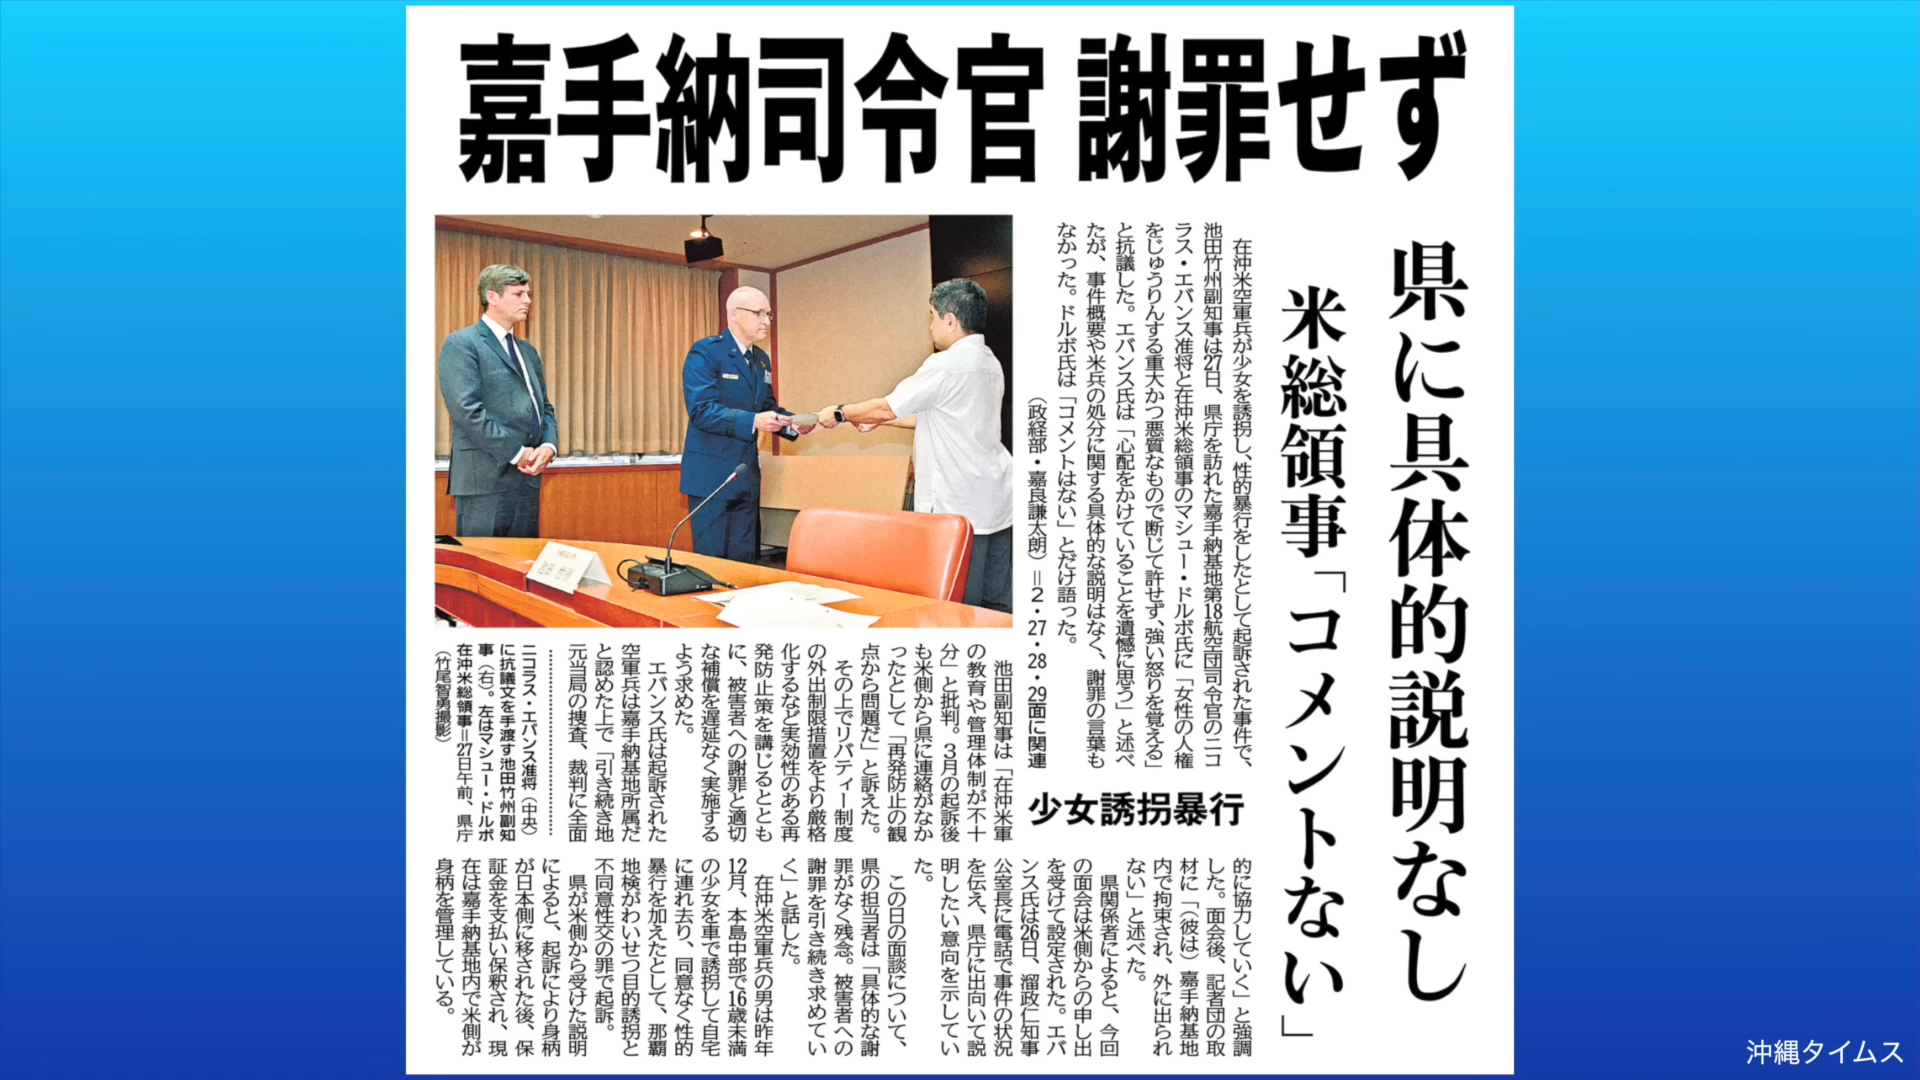 嘉手納司令官 謝罪せず
県に具体的説明なし
米総領事「コメントない」
在沖米空軍兵が少女を誘拐し、性的暴行をしたとして起訴された事件で、
池田竹州副知事は27日、県庁を訪れた嘉手納基地第18航空団司令官のニコ
ラス・エバンス准将と在沖米総領事のマシュー・ドルボ氏に「女性の人権
をじゅうりんする重大かつ悪質なもので断じて許せず、強い怒りを覚える」
と抗議した。エバンス氏は「心配をかけていることを遺憾に思う」と述べ
たが、事件概要や米兵の処分に関する具体的な説明はなく、謝罪の言葉も
なかった。ドルボ氏は「コメントはない」とだけ語った。
（政経部・嘉良謙太朗）＝2・27・28・29面に関連
少女誘拐暴行
池田副知事は「在沖米軍
の教育や管理体制が不十
分」と批判。3月の起訴後
も米側から県に連絡がなか
ったとして「再発防止の観
点から問題だ」と訴えた。
その上でリバティー制度
の外出制限措置をより厳格
化するなど実効性のある再
発防止策を講じるととも
に、被害者への謝罪と適切
な補償を遅延なく実施する
よう求めた。
エバンス氏は起訴された
空軍兵は嘉手納基地所属だ
と認めた上で「引き続き地
元当局の捜査、裁判に全面
的に協力していく」と強調
した。面会後、記者団の取
材に「（彼は）嘉手納基地
内で拘束され、外に出られ
ない」と述べた。
県関係者によると、今回
の面会は米側からの申し出
を受けて設定された。エバ
ンス氏は26日、溜政仁知事
公室長に電話で事件の状況
を伝え、県庁に出向いて説
明したい意向を示してい
た。
この日の面談について、
県の担当者は「具体的な謝
罪がなく残念。被害者への
謝罪を引き続き求めてい
く」と話した。
在沖米空軍兵の男は昨年
12月、本島中部で16歳未満
の少女を車で誘拐して自宅
に連れ去り、同意なく性的
暴行を加えたとして、那覇
地検がわいせつ目的誘拐と
不同意性交の罪で起訴。
県が米側から受けた説明
によると、起訴により身柄
が日本側に移された後、保
証金を支払い保釈され、現
在は嘉手納基地内で米側が
身柄を管理している。
ニコラス・エバンス准将（中央）
に抗議文を手渡す池田竹州副知
事（右）。左はマシュー・ドルボ
在沖米総領事＝27日午前、県庁
（竹尾智勇撮影）
沖縄タイムス